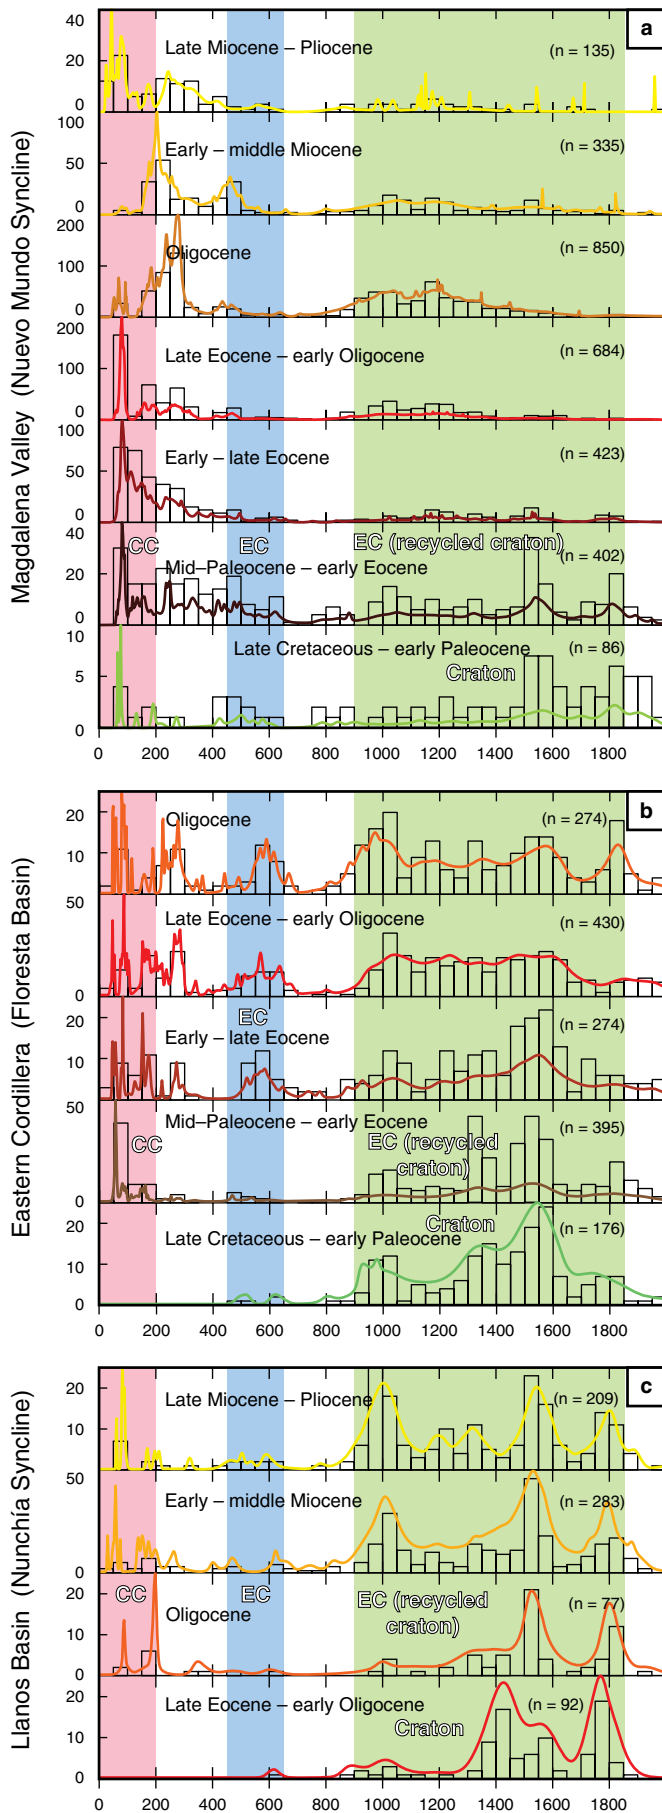 Magdalena Valley (Nuevo Mundo Syncline)
a
40
20
0
Late Miocene – Pliocene
(n = 135)
100
50
0
Early – middle Miocene
(n = 335)
200
100
0
Oligocene
(n = 850)
200
100
0
Late Eocene – early Oligocene
(n = 684)
100
50
0
Early – late Eocene
(n = 423)
40
20
0
CC
EC
EC (recycled craton)
Mid–Paleocene – early Eocene
(n = 402)
10
5
0
Late Cretaceous – early Paleocene
(n = 86)
Craton
0 200 400 600 800 1000 1200 1400 1600 1800
Eastern Cordillera (Floresta Basin)
b
20
10
0
Oligocene
(n = 274)
50
0
Late Eocene – early Oligocene
(n = 430)
20
10
0
EC
Early – late Eocene
(n = 274)
50
0
Mid–Paleocene – early Eocene
(n = 395)
CC
EC (recycled
craton)
20
10
0
Craton
Late Cretaceous – early Paleocene
(n = 176)
0 200 400 600 800 1000 1200 1400 1600 1800
Llanos Basin (Nunchía Syncline)
c
20
10
0
Late Miocene – Pliocene
(n = 209)
50
0
Early – middle Miocene
(n = 283)
20
10
0
CC
EC
EC (recycled
craton)
Oligocene
(n = 77)
20
10
0
Late Eocene – early Oligocene
(n = 92)
Craton
0 200 400 600 800 1000 1200 1400 1600 1800